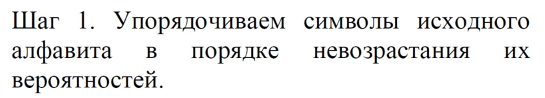 Шаг 1. Упорядочиваем символы исходного
алфавита в порядке невозрастания их
вероятностей.